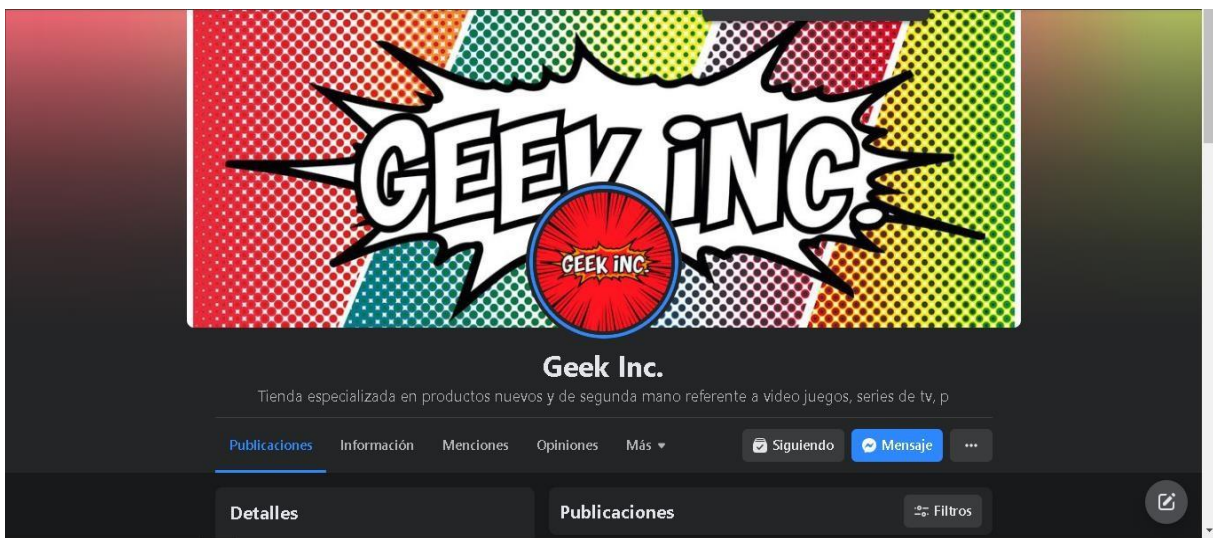 GEEK INC.
GEEK INC.
Geek Inc.
Tienda especializada en productos nuevos y de segunda mano referente a video juegos, series de tv, p
Publicaciones Información Menciones Opiniones Más Siguiendo Mensaje
Detalles Publicaciones Filtros